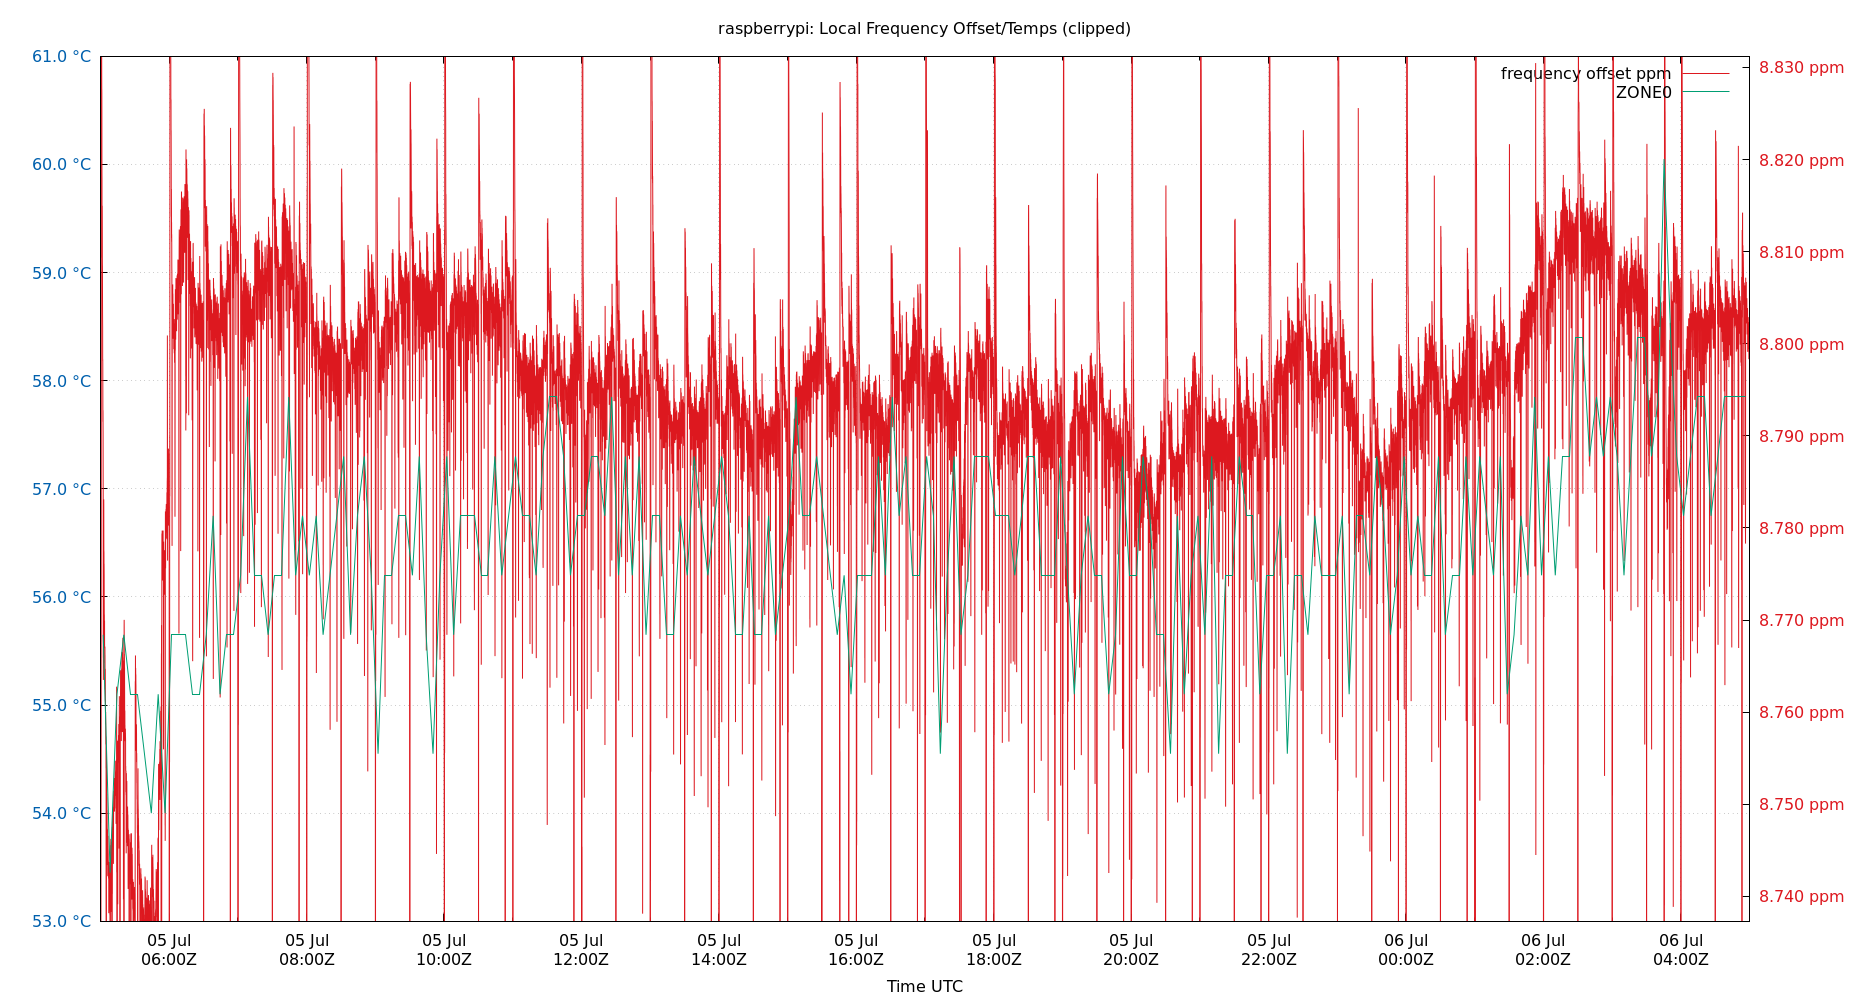 raspberrypi: Local Frequency Offset/Temps (clipped)
61.0 °C
60.0 °C
59.0 °C
58.0 °C
57.0 °C
56.0 °C
55.0 °C
54.0 °C
53.0 °C
frequency offset ppm
ZONE0
8.830 ppm
8.820 ppm
8.810 ppm
8.800 ppm
8.790 ppm
8.780 ppm
8.770 ppm
8.760 ppm
8.750 ppm
8.740 ppm
05 Jul 05 Jul 05 Jul 05 Jul 05 Jul 05 Jul 05 Jul 05 Jul 05 Jul 06 Jul 06 Jul 06 Jul
06:00Z 08:00Z 10:00Z 12:00Z 14:00Z 16:00Z 18:00Z 20:00Z 22:00Z 00:00Z 02:00Z 04:00Z
Time UTC